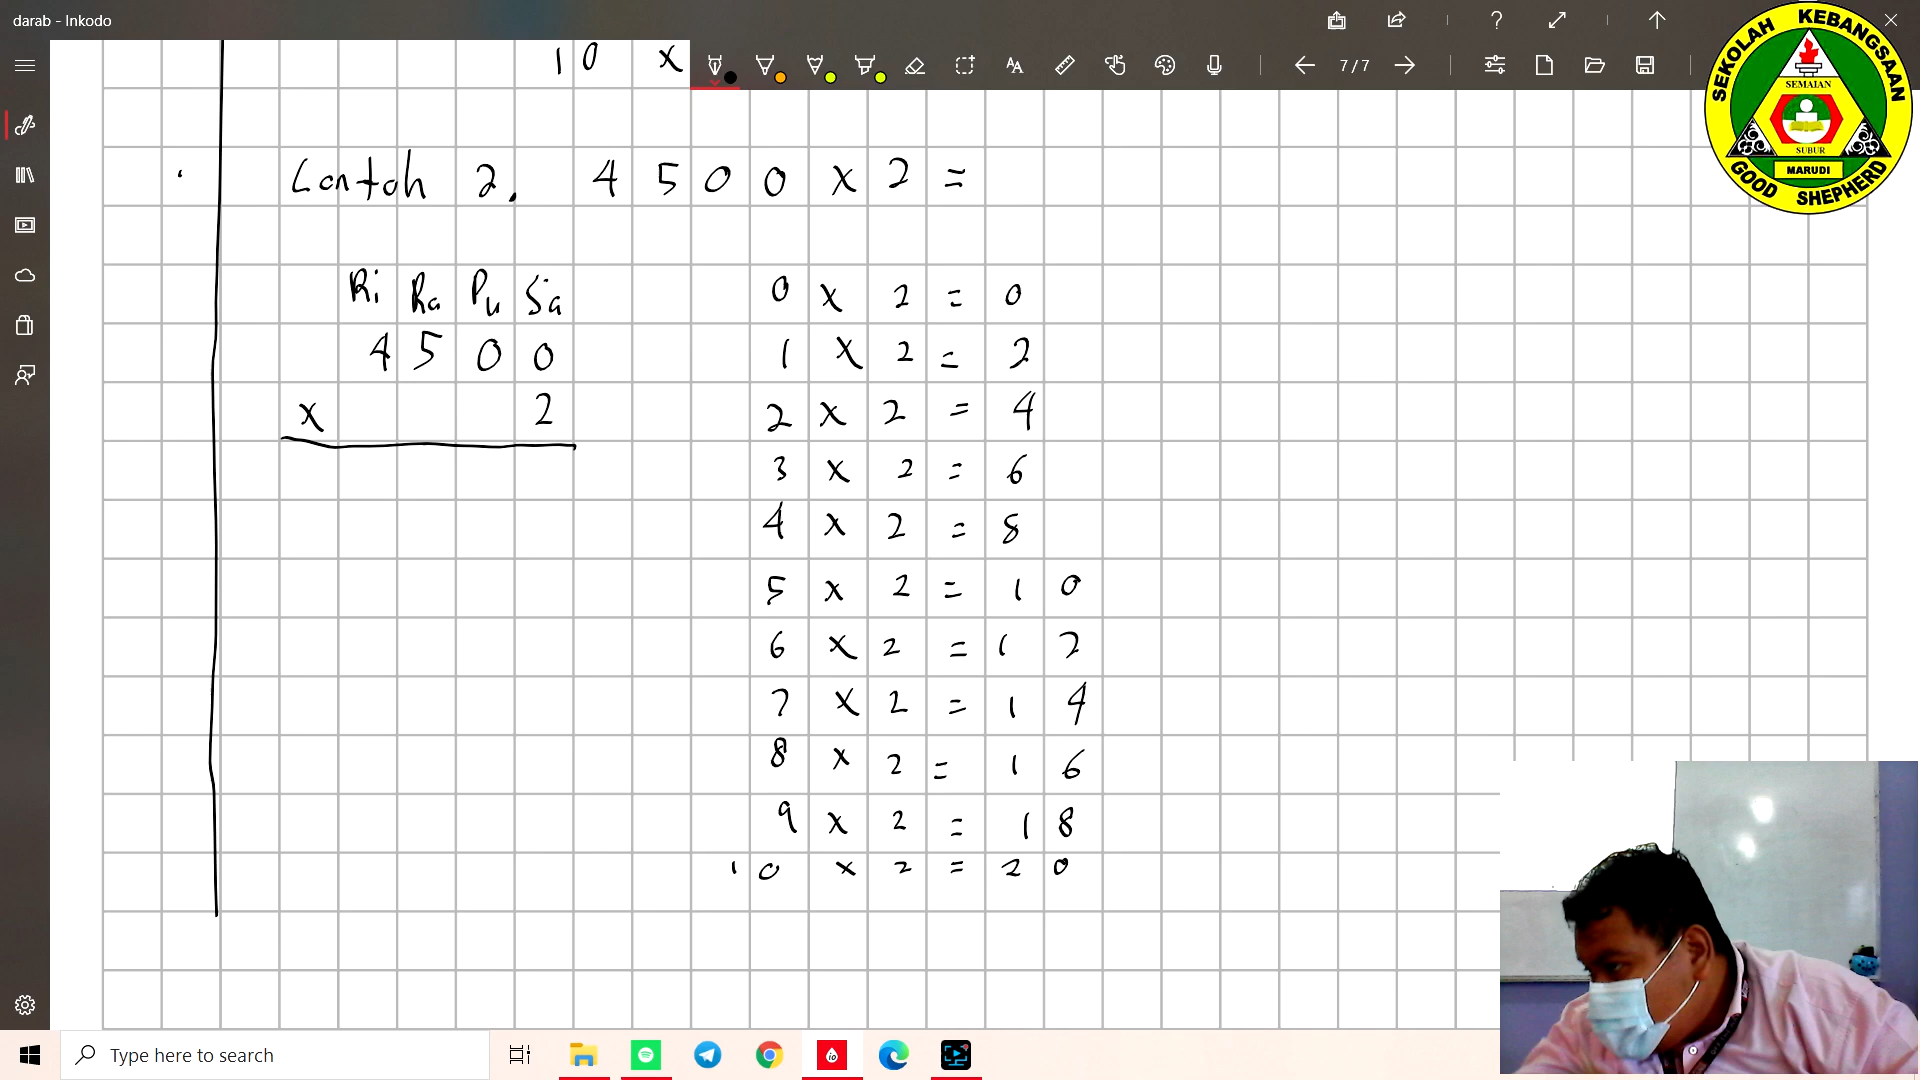 darab - Inkodo
7 / 7
10 x
SEKOLAH KEBANGSAAN
SEMAIAN
SUBUR
MARUDI
GOOD SHEPHERD
Contoh 2. 4500 x 2 =
Ri Ra Pu Sa
4 5 0 0
x 2
0 x 2 = 0
1 x 2 = 2
2 x 2 = 4
3 x 2 = 6
4 x 2 = 8
5 x 2 = 10
6 x 2 = 12
7 x 2 = 14
8 x 2 = 16
9 x 2 = 18
10 x 2 = 20
Type here to search